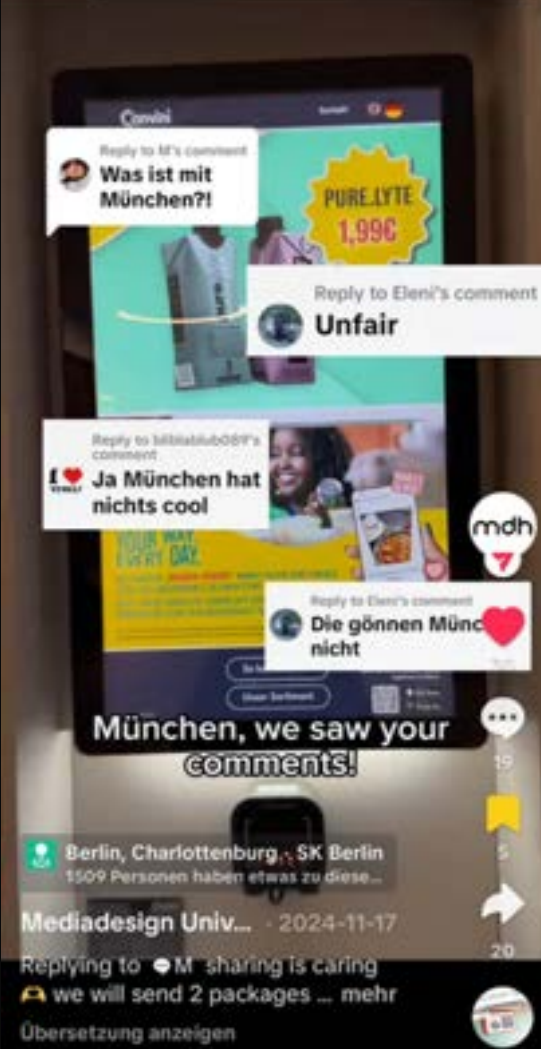 Convini
Reply to M's comment
Was ist mit
München?!
PURE.LYTE
1,99€
Reply to Eleni's comment
Unfair
Reply to bliblablub089's
comment
Ja München hat
nichts cool
YOUR WAY.
EVERY DAY.
mdh
Reply to Eleni's comment
Die gönnen Münc
nicht
Unser Sortiment
München, we saw your
comments!
19
Berlin, Charlottenburg · SK Berlin
1509 Personen haben etwas zu diese...
5
Mediadesign Univ... · 2024-11-17
20
Replying to M sharing is caring
🫶 we will send 2 packages ... mehr
Übersetzung anzeigen